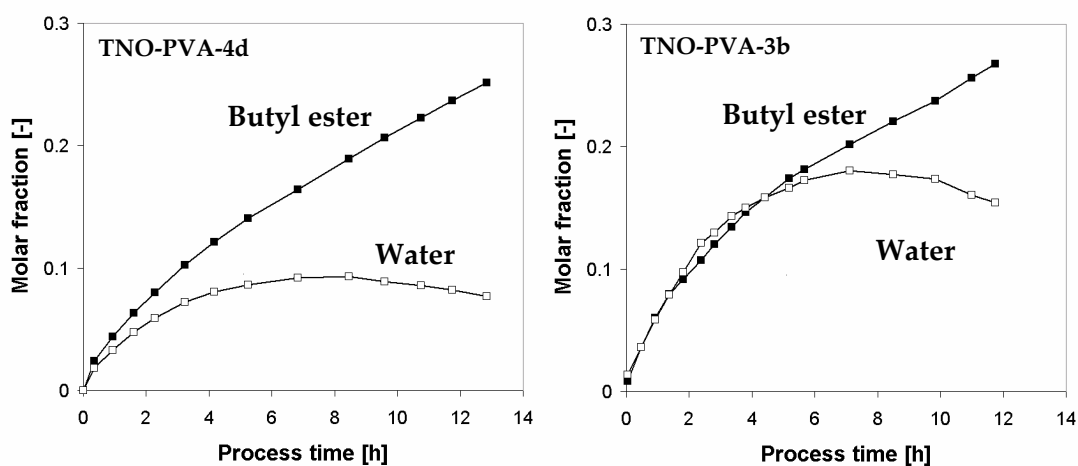 TNO-PVA-4d
Butyl ester
Water
Molar fraction [-]
0.3
0.2
0.1
0
0 2 4 6 8 10 12 14
Process time [h]
TNO-PVA-3b
Butyl ester
Water
Molar fraction [-]
0.3
0.2
0.1
0
0 2 4 6 8 10 12 14
Process time [h]